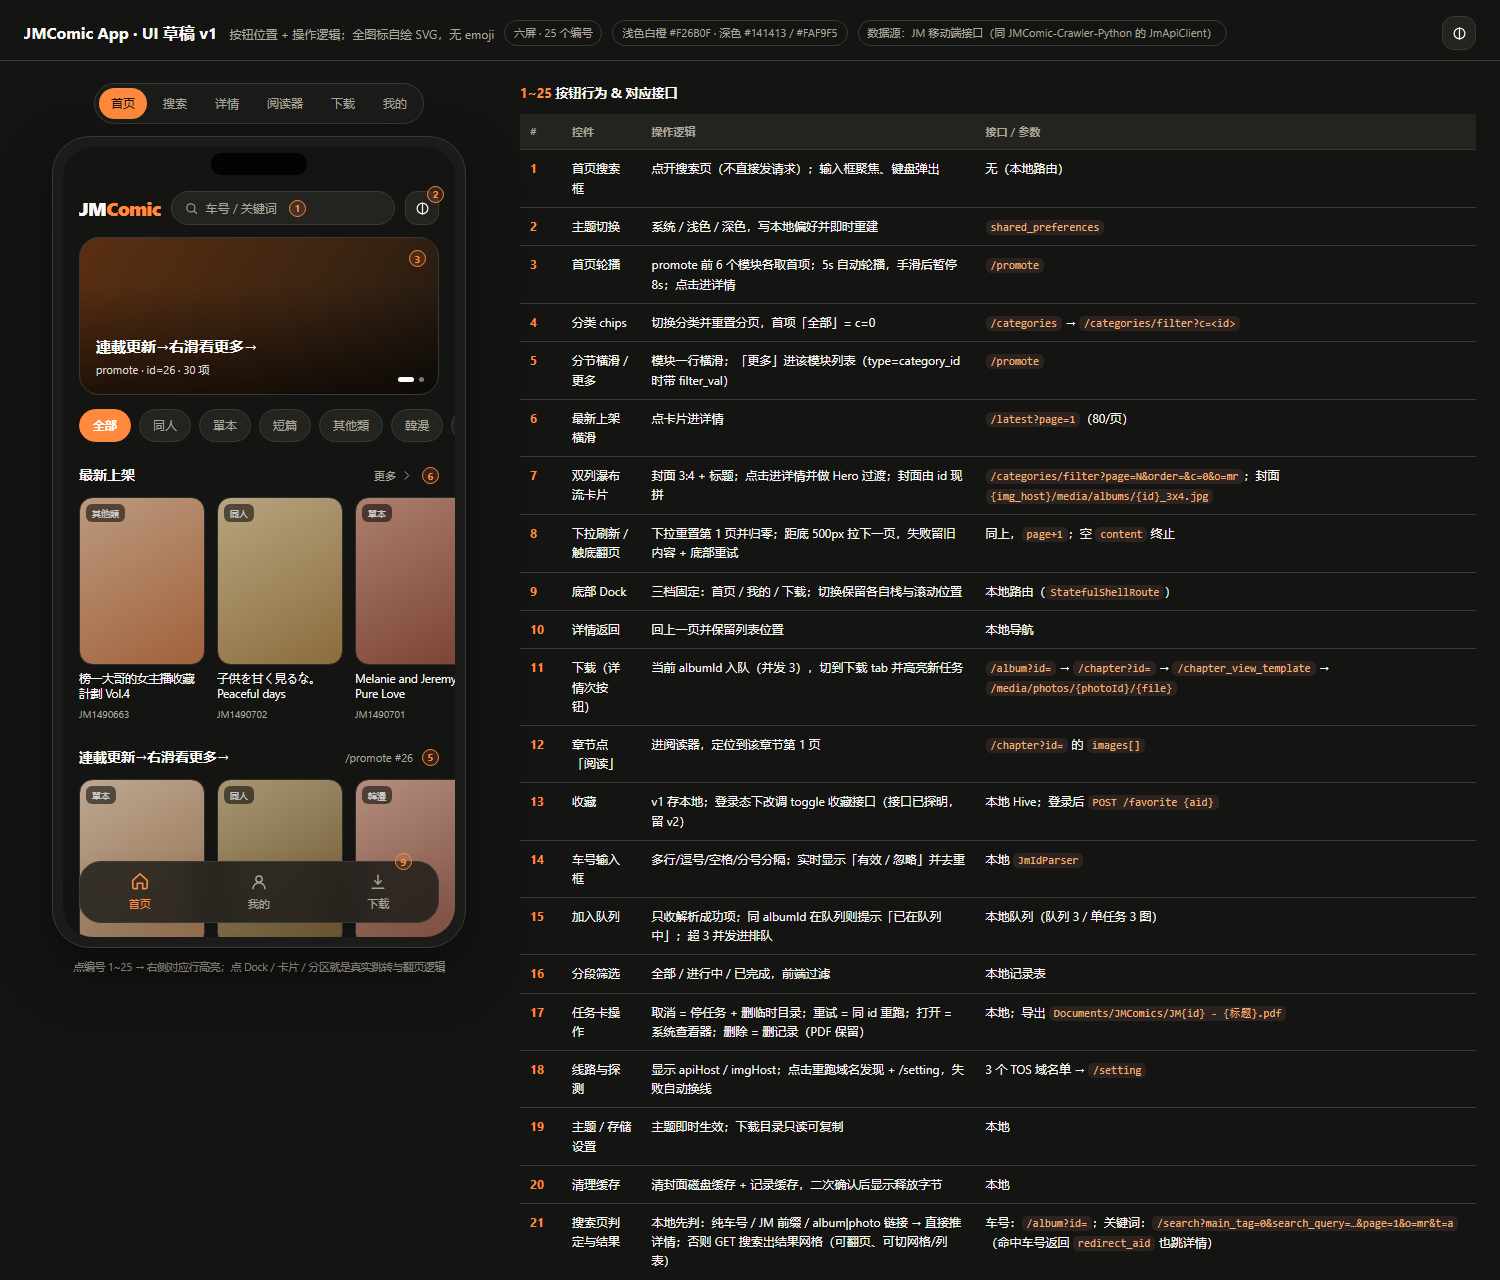 JMComic App · UI 草稿 v1
按钮位置 + 操作逻辑；全图标自绘 SVG，无 emoji
六屏 · 25 个编号
浅色白橙 #F26B0F · 深色 #141413 / #FAF9F5
数据源：JM 移动端接口（同 JMComic-Crawler-Python 的 JmApiClient）
首页
搜索
详情
阅读器
下载
我的
JMComic
车号 / 关键词
1
2
3
連載更新→右滑看更多→
promote · id=26 · 30 项
全部
同人
單本
短篇
其他類
韓漫
最新上架
更多
6
其他類
同人
單本
榜一大哥的女主播收藏
計劃 Vol.4
JM1490663
子供を甘く見るな。
Peaceful days
JM1490702
Melanie and Jeremy
Pure Love
JM1490701
連載更新→右滑看更多→
/promote #26
5
單本
同人
韓漫
9
首页
我的
下载
点编号 1~25 → 右侧对应行高亮；点 Dock / 卡片 / 分区就是真实跳转与翻页逻辑
1~25 按钮行为 & 对应接口
# 控件 操作逻辑 接口 / 参数
1 首页搜索 点开搜索页（不直接发请求）；输入框聚焦、键盘弹出 无（本地路由）
框
2 主题切换 系统 / 浅色 / 深色，写本地偏好并即时重建 shared_preferences
3 首页轮播 promote 前 6 个模块各取首项；5s 自动轮播，手滑后暂停 /promote
8s；点击进详情
4 分类 chips 切换分类并重置分页，首项「全部」= c=0 /categories → /categories/filter?c=<id>
5 分节横滑 / 模块一行横滑；「更多」进该模块列表（type=category_id /promote
更多 时带 filter_val）
6 最新上架 点卡片进详情 /latest?page=1 （80/页）
横滑
7 双列瀑布 封面 3:4 + 标题；点击进详情并做 Hero 过渡；封面由 id 现 /categories/filter?page=N&order=&c=0&o=mr ；封面
流卡片 拼 {img_host}/media/albums/{id}_3x4.jpg
8 下拉刷新 / 下拉重置第 1 页并归零；距底 500px 拉下一页，失败留旧 同上， page+1 ；空 content 终止
触底翻页 内容 + 底部重试
9 底部 Dock 三档固定：首页 / 我的 / 下载；切换保留各自栈与滚动位置 本地路由（ StatefulShellRoute ）
10 详情返回 回上一页并保留列表位置 本地导航
11 下载（详 当前 albumId 入队（并发 3），切到下载 tab 并高亮新任务 /album?id= → /chapter?id= → /chapter_view_template →
情次按 /media/photos/{photoId}/{file}
钮）
12 章节点 进阅读器，定位到该章节第 1 页 /chapter?id= 的 images[]
「阅读」
13 收藏 v1 存本地；登录态下改调 toggle 收藏接口（接口已探明， 本地 Hive；登录后 POST /favorite {aid}
留 v2）
14 车号输入 多行/逗号/空格/分号分隔；实时显示「有效 / 忽略」并去重 本地 JmIdParser
框
15 加入队列 只收解析成功项；同 albumId 在队列则提示「已在队列 本地队列（队列 3 / 单任务 3 图）
中」；超 3 并发进排队
16 分段筛选 全部 / 进行中 / 已完成，前端过滤 本地记录表
17 任务卡操 取消 = 停任务 + 删临时目录；重试 = 同 id 重跑；打开 = 本地；导出 Documents/JMComics/JM{id} - {标题}.pdf
作 系统查看器；删除 = 删记录（PDF 保留）
18 线路与探 显示 apiHost / imgHost；点击重跑域名发现 + /setting，失 3 个 TOS 域名单 → /setting
测 败自动换线
19 主题 / 存储 主题即时生效；下载目录只读可复制 本地
设置
20 清理缓存 清封面磁盘缓存 + 记录缓存，二次确认后显示释放字节 本地
21 搜索页判 本地先判：纯车号 / JM 前缀 / album|photo 链接 → 直接推 车号： /album?id= ；关键词： /search?main_tag=0&search_query=…&page=1&o=mr&t=a
定与结果 详情；否则 GET 搜索出结果网格（可翻页、可切网格/列 （命中车号返回 redirect_aid 也跳详情）
表）